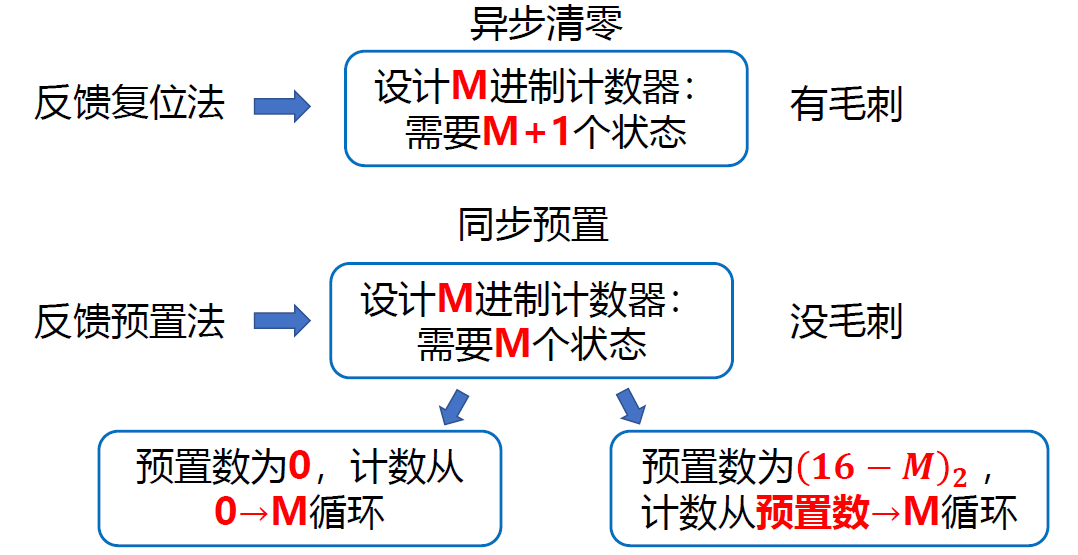 异步清零
反馈复位法
设计M进制计数器：
需要M+1个状态
有毛刺
同步预置
反馈预置法
设计M进制计数器：
需要M个状态
没毛刺
预置数为0，计数从
0→M循环
预置数为(16 − M)₂，
计数从预置数→M循环